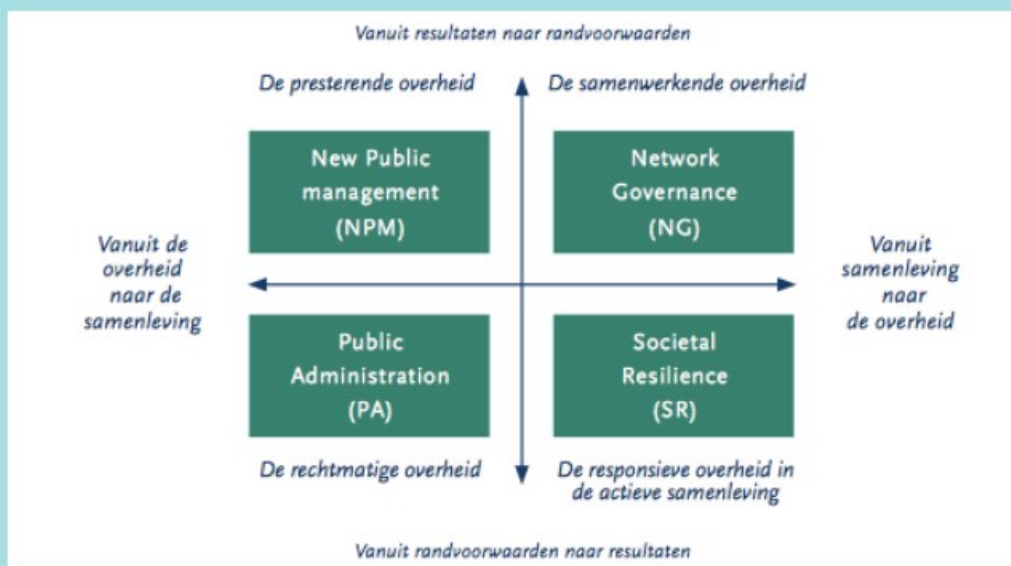 Vanuit resultaten naar randvoorwaarden
De presterende overheid
De samenwerkende overheid
New Public
management
(NPM)
Network
Governance
(NG)
Vanuit de
overheid
naar de
samenleving
Vanuit
samenleving
naar
de overheid
Public
Administration
(PA)
Societal
Resilience
(SR)
De rechtmatige overheid
De responsieve overheid in
de actieve samenleving
Vanuit randvoorwaarden naar resultaten